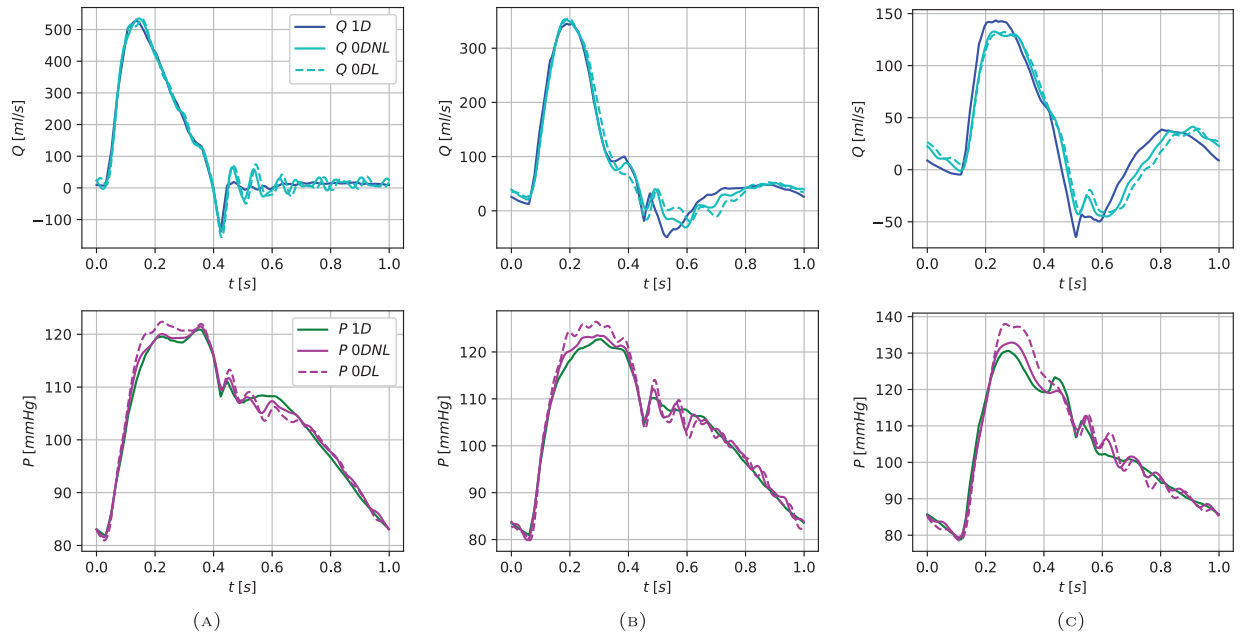 500
400
300
200
100
0
−100
Q [ml/s]
0.0 0.2 0.4 0.6 0.8 1.0
t [s]
Q 1D
Q 0DNL
Q 0DL
300
200
100
0
Q [ml/s]
0.0 0.2 0.4 0.6 0.8 1.0
t [s]
150
100
50
0
−50
Q [ml/s]
0.0 0.2 0.4 0.6 0.8 1.0
t [s]
120
110
100
90
80
P [mmHg]
0.0 0.2 0.4 0.6 0.8 1.0
t [s]
P 1D
P 0DNL
P 0DL
120
110
100
90
80
P [mmHg]
0.0 0.2 0.4 0.6 0.8 1.0
t [s]
140
130
120
110
100
90
80
P [mmHg]
0.0 0.2 0.4 0.6 0.8 1.0
t [s]
(A)
(B)
(C)